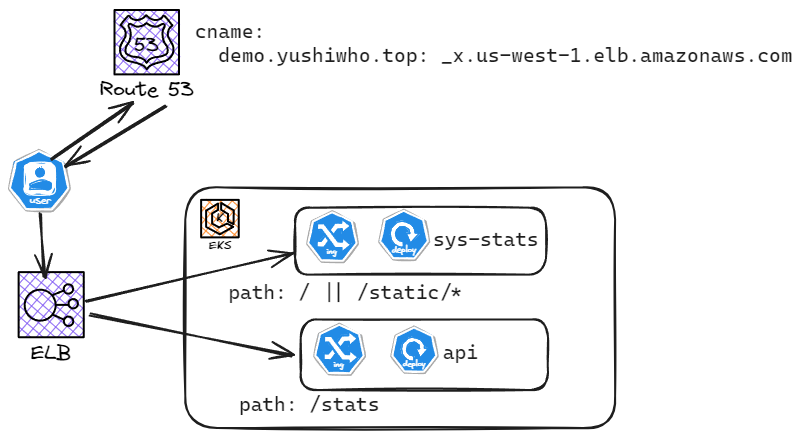 53
cname:
demo.yushiwho.top: _x.us-west-1.elb.amazonaws.com
Route 53
user
EKS
ing
deploy
sys-stats
path: / || /static/*
ELB
ing
deploy
api
path: /stats